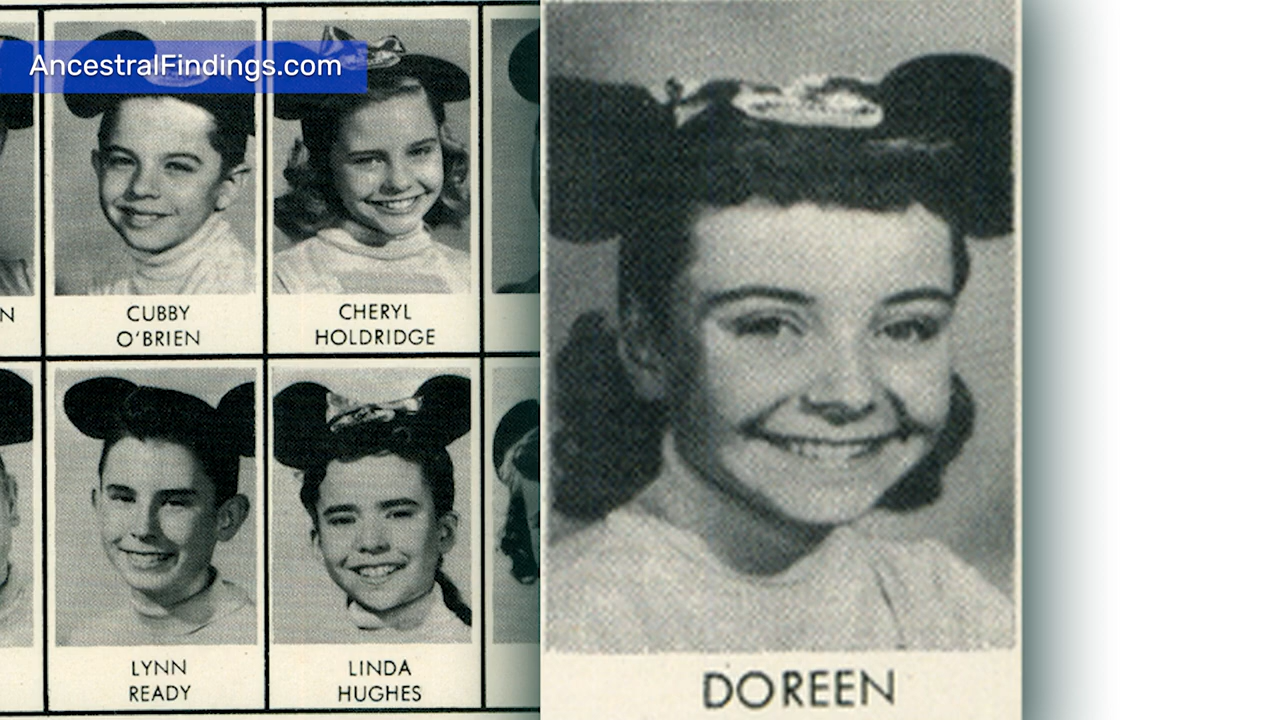 AncestralFindings.com
N
CUBBY
O'BRIEN
CHERYL
HOLDRIDGE
LYNN
READY
LINDA
HUGHES
DOREEN